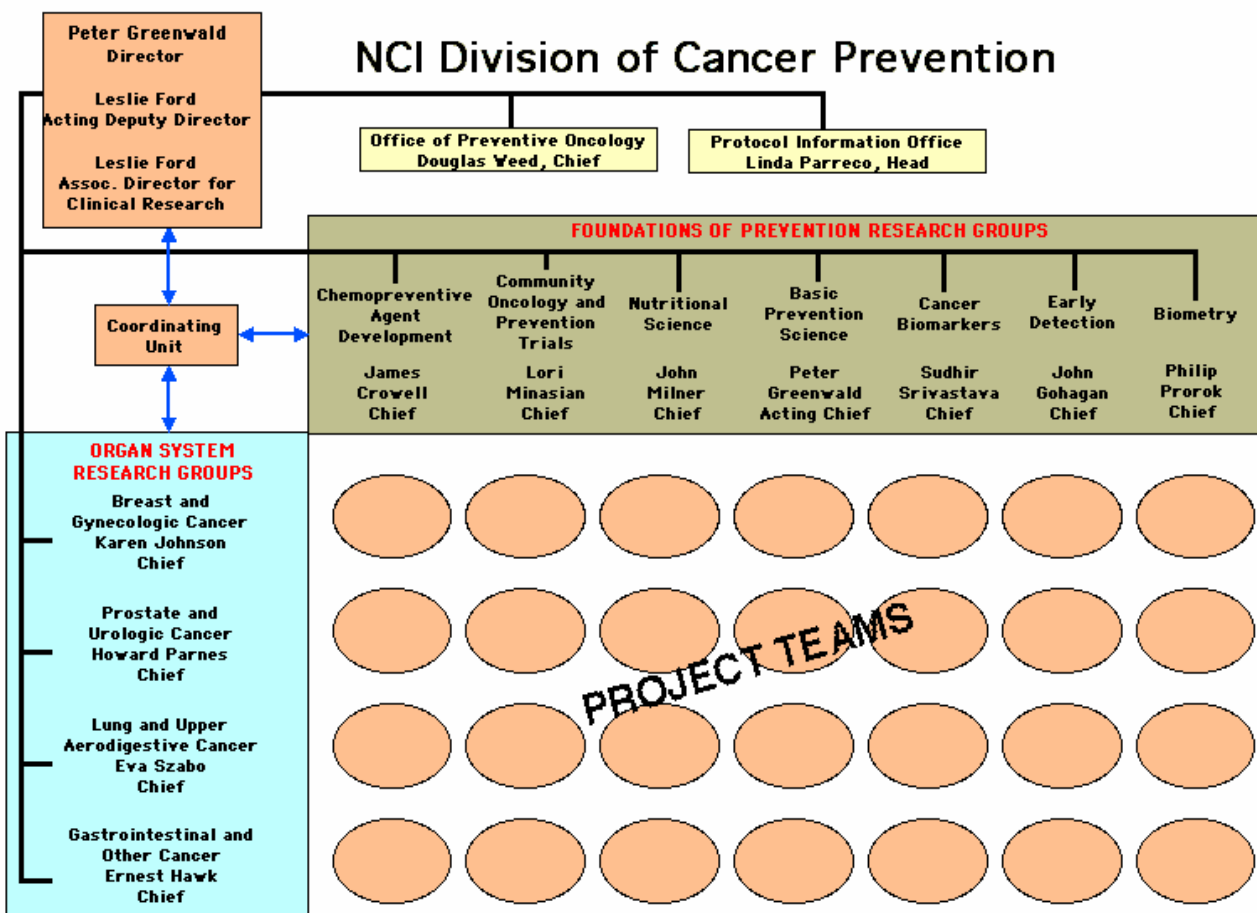 Peter Greenwald
Director
Leslie Ford
Acting Deputy Director
Leslie Ford
Assoc. Director for
Clinical Research
NCI Division of Cancer Prevention
Office of Preventive Oncology
Douglas Weed, Chief
Protocol Information Office
Linda Parreco, Head
Coordinating
Unit
FOUNDATIONS OF PREVENTION RESEARCH GROUPS
Chemopreventive
Agent
Development
James
Crowell
Chief
Community
Oncology and
Prevention
Trials
Lori
Minasian
Chief
Nutritional
Science
John
Milner
Chief
Basic
Prevention
Science
Peter
Greenwald
Acting Chief
Cancer
Biomarkers
Sudhir
Srivastava
Chief
Early
Detection
John
Gohagan
Chief
Biometry
Philip
Prorok
Chief
ORGAN SYSTEM
RESEARCH GROUPS
Breast and
Gynecologic Cancer
Karen Johnson
Chief
Prostate and
Urologic Cancer
Howard Parnes
Chief
Lung and Upper
Aerodigestive Cancer
Eva Szabo
Chief
Gastrointestinal and
Other Cancer
Ernest Hawk
Chief
PROJECT TEAMS